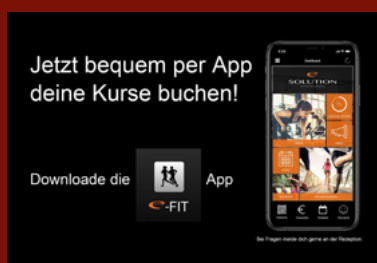 Jetzt bequem per App
deine Kurse buchen!
Downloade die
App
e-FIT
Dashboard
e
SOLUTION
Bei Fragen melde dich gerne an der Rezeption.